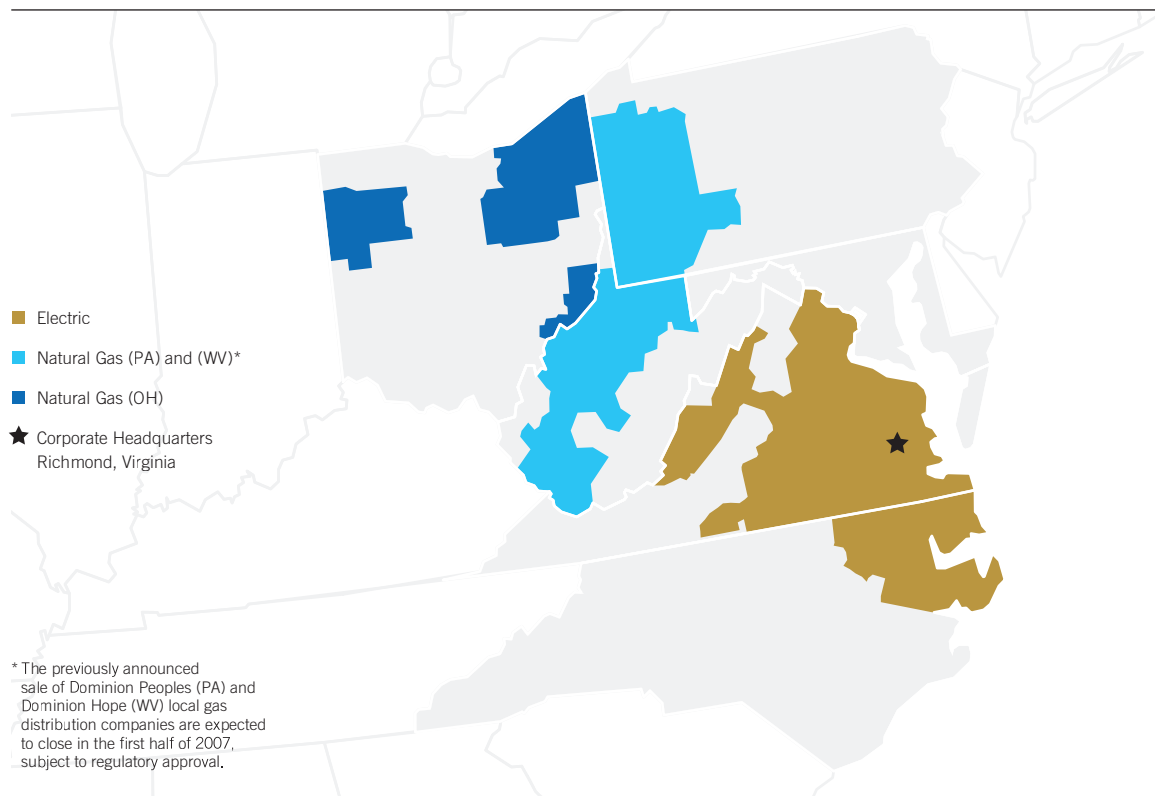 Electric
Natural Gas (PA) and (WV)*
Natural Gas (OH)
Corporate Headquarters
Richmond, Virginia
* The previously announced
sale of Dominion Peoples (PA) and
Dominion Hope (WV) local gas
distribution companies are expected
to close in the first half of 2007,
subject to regulatory approval.